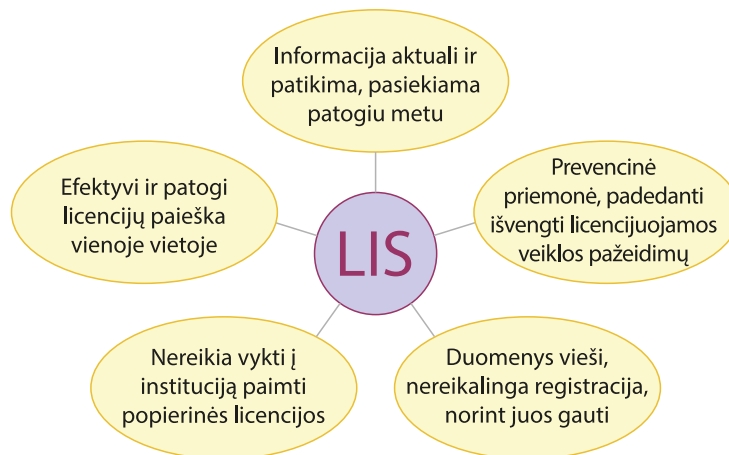 Informacija aktuali ir
patikima, pasiekiama
patogiu metu
Efektyvi ir patogi
licencijų paieška
vienoje vietoje
Prevencinė
priemonė, padedanti
išvengti licencijuojamos
veiklos pažeidimų
LIS
Nereikia vykti į
instituciją paimti
popierinės licencijos
Duomenys vieši,
nereikalinga registracija,
norint juos gauti